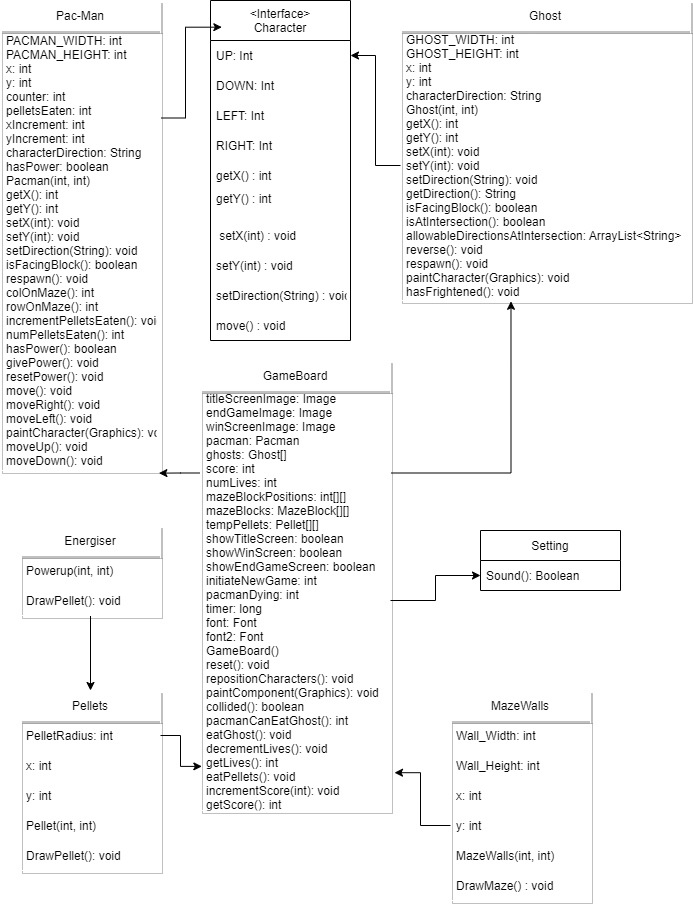 Pac-Man
PACMAN_WIDTH: int
PACMAN_HEIGHT: int
x: int
y: int
counter: int
pelletsEaten: int
xIncrement: int
yIncrement: int
characterDirection: String
hasPower: boolean
Pacman(int, int)
getX(): int
getY(): int
setX(int): void
setY(int): void
setDirection(String): void
isFacingBlock(): boolean
respawn(): void
colOnMaze(): int
rowOnMaze(): int
incrementPelletsEaten(): voi
numPelletsEaten(): int
hasPower(): boolean
givePower(): void
resetPower(): void
move(): void
moveRight(): void
moveLeft(): void
paintCharacter(Graphics): vo
moveUp(): void
moveDown(): void
<Interface>
Character
UP: Int
DOWN: Int
LEFT: Int
RIGHT: Int
getX() : int
getY() : int
setX(int) : void
setY(int) : void
setDirection(String) : void
move() : void
Ghost
GHOST_WIDTH: int
GHOST_HEIGHT: int
x: int
y: int
characterDirection: String
Ghost(int, int)
getX(): int
getY(): int
setX(int): void
setY(int): void
setDirection(String): void
getDirection(): String
isFacingBlock(): boolean
isAtIntersection(): boolean
allowableDirectionsAtIntersection: ArrayList<String>
reverse(): void
respawn(): void
paintCharacter(Graphics): void
hasFrightened(): void
GameBoard
titleScreenImage: Image
endGameImage: Image
winScreenImage: Image
pacman: Pacman
ghosts: Ghost[]
score: int
numLives: int
mazeBlockPositions: int[][]
mazeBlocks: MazeBlock[][]
tempPellets: Pellet[][]
showTitleScreen: boolean
showWinScreen: boolean
showEndGameScreen: boolean
initiateNewGame: int
pacmanDying: int
timer: long
font: Font
font2: Font
GameBoard()
reset(): void
repositionCharacters(): void
paintComponent(Graphics): void
collided(): boolean
pacmanCanEatGhost(): int
eatGhost(): void
decrementLives(): void
getLives(): int
eatPellets(): void
incrementScore(int): void
getScore(): int
Energiser
Powerup(int, int)
DrawPellet(): void
Setting
Sound(): Boolean
Pellets
PelletRadius: int
x: int
y: int
Pellet(int, int)
DrawPellet(): void
MazeWalls
Wall_Width: int
Wall_Height: int
x: int
y: int
MazeWalls(int, int)
DrawMaze() : void